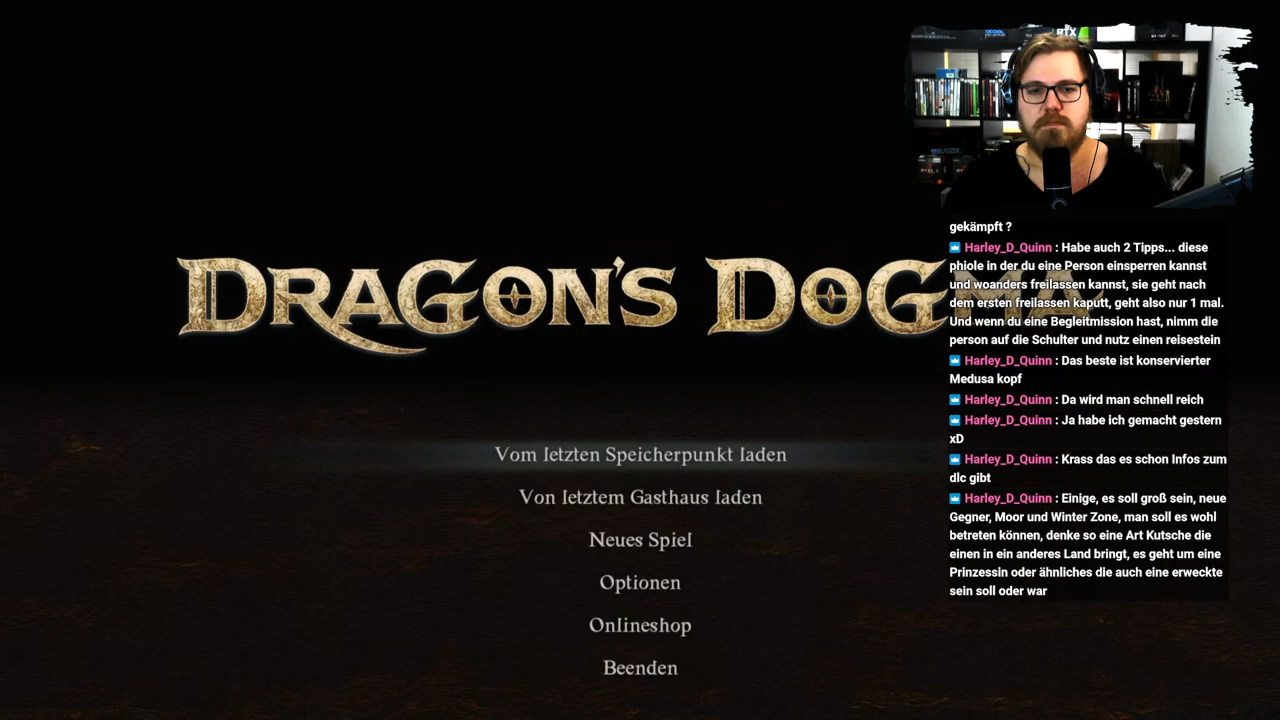 RTX
DRAGON'S DOGMA
Vom letzten Speicherpunkt laden
Von letztem Gasthaus laden
Neues Spiel
Optionen
Onlineshop
Beenden
gekämpft ?
Harley_D_Quinn : Habe auch 2 Tipps... diese
phiole in der du eine Person einsperren kannst
und woanders freilassen kannst, sie geht nach
dem ersten freilassen kaputt, geht also nur 1 mal.
Und wenn du eine Begleitmission hast, nimm die
person auf die Schulter und nutz einen reisestein
Harley_D_Quinn : Das beste ist konservierter
Medusa kopf
Harley_D_Quinn : Da wird man schnell reich
Harley_D_Quinn : Ja habe ich gemacht gestern
xD
Harley_D_Quinn : Krass das es schon Infos zum
dlc gibt
Harley_D_Quinn : Einige, es soll groß sein, neue
Gegner, Moor und Winter Zone, man soll es wohl
betreten können, denke so eine Art Kutsche die
einen in ein anderes Land bringt, es geht um eine
Prinzessin oder ähnliches die auch eine erweckte
sein soll oder war